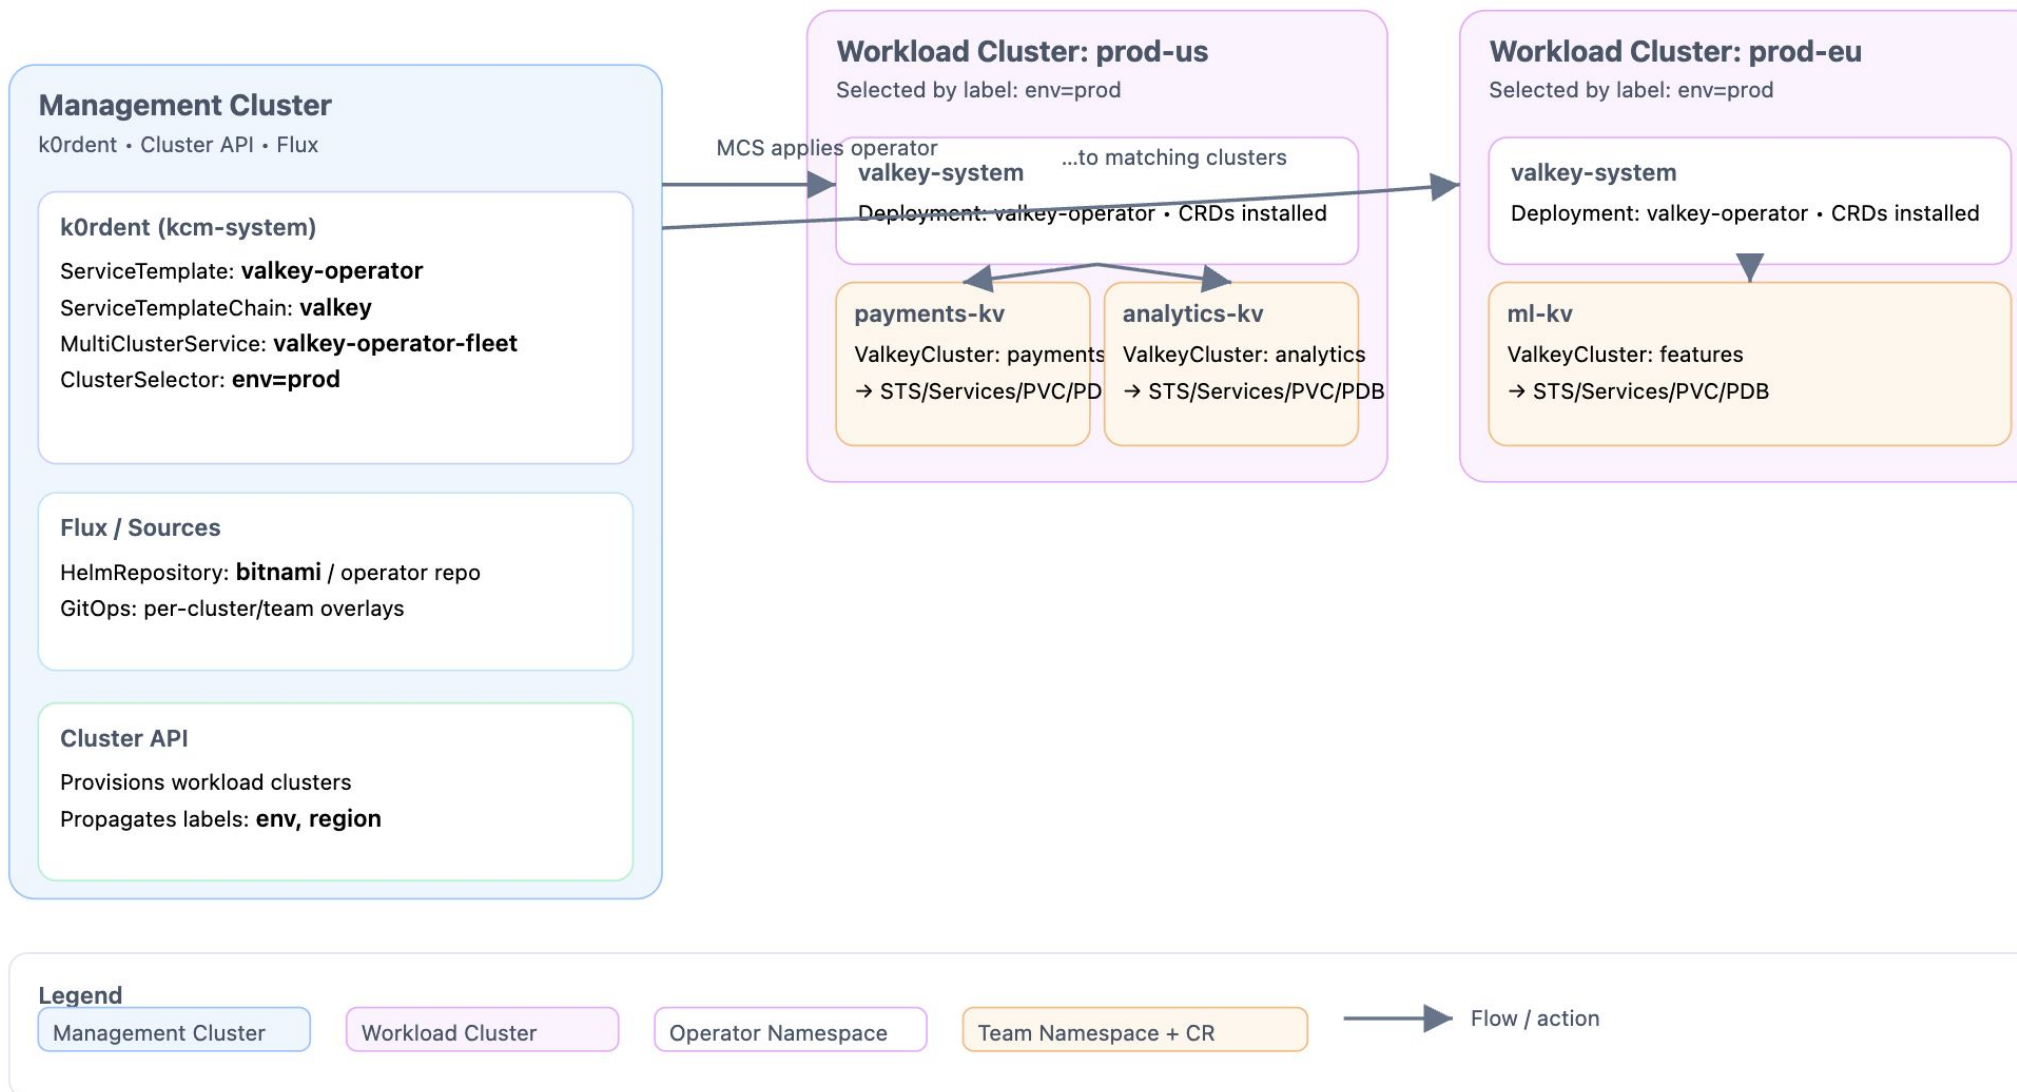 Management Cluster
k0rdent • Cluster API • Flux
k0rdent (kcm-system)
ServiceTemplate: valkey-operator
ServiceTemplateChain: valkey
MultiClusterService: valkey-operator-fleet
ClusterSelector: env=prod
Flux / Sources
HelmRepository: bitnami / operator repo
GitOps: per-cluster/team overlays
Cluster API
Provisions workload clusters
Propagates labels: env, region
MCS applies operator
...to matching clusters
Workload Cluster: prod-us
Selected by label: env=prod
valkey-system
Deployment: valkey-operator • CRDs installed
payments-kv
ValkeyCluster: payments
→ STS/Services/PVC/PD
analytics-kv
ValkeyCluster: analytics
→ STS/Services/PVC/PDB
Workload Cluster: prod-eu
Selected by label: env=prod
valkey-system
Deployment: valkey-operator • CRDs installed
ml-kv
ValkeyCluster: features
→ STS/Services/PVC/PDB
Legend
Management Cluster
Workload Cluster
Operator Namespace
Team Namespace + CR
Flow / action